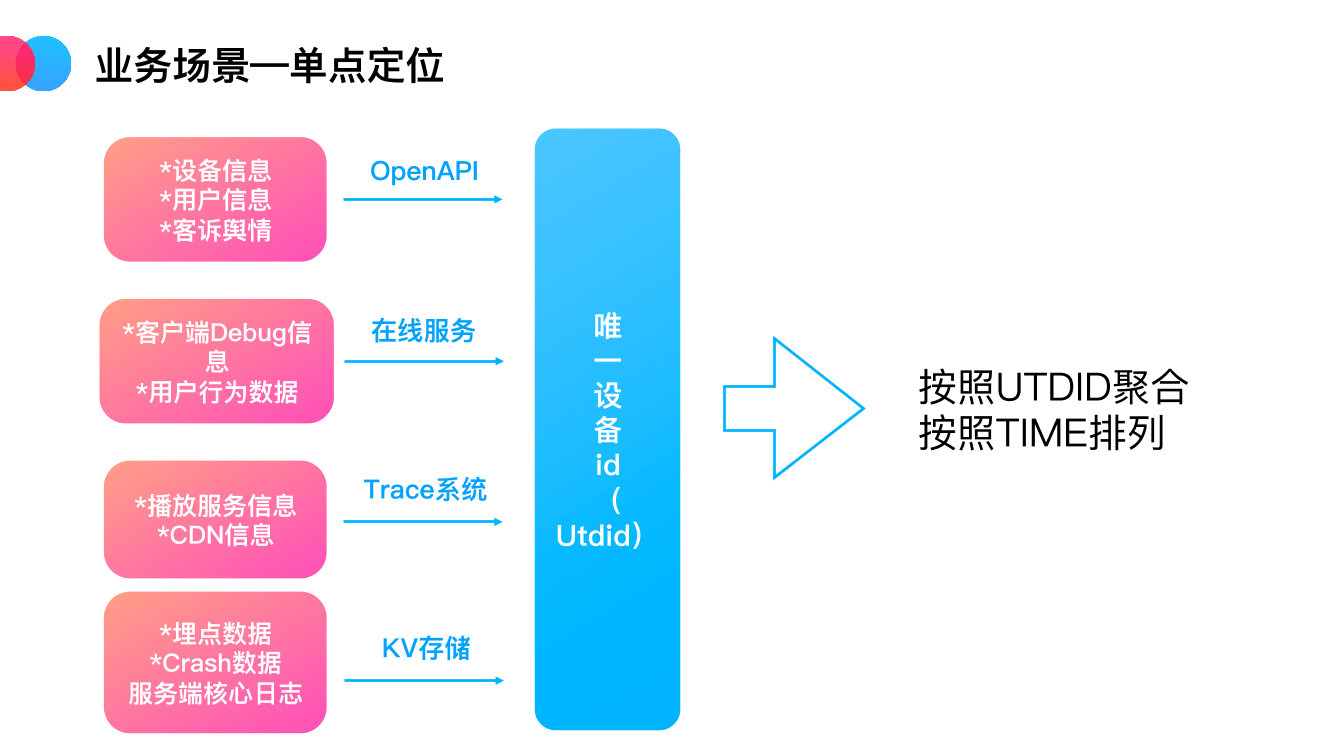 业务场景—单点定位
*设备信息
*用户信息
*客诉舆情
OpenAPI
*客户端Debug信
息
*用户行为数据
在线服务
*播放服务信息
*CDN信息
Trace系统
*埋点数据
*Crash数据
服务端核心日志
KV存储
唯
一
设
备
id
（
Utdid）
按照UTDID聚合
按照TIME排列